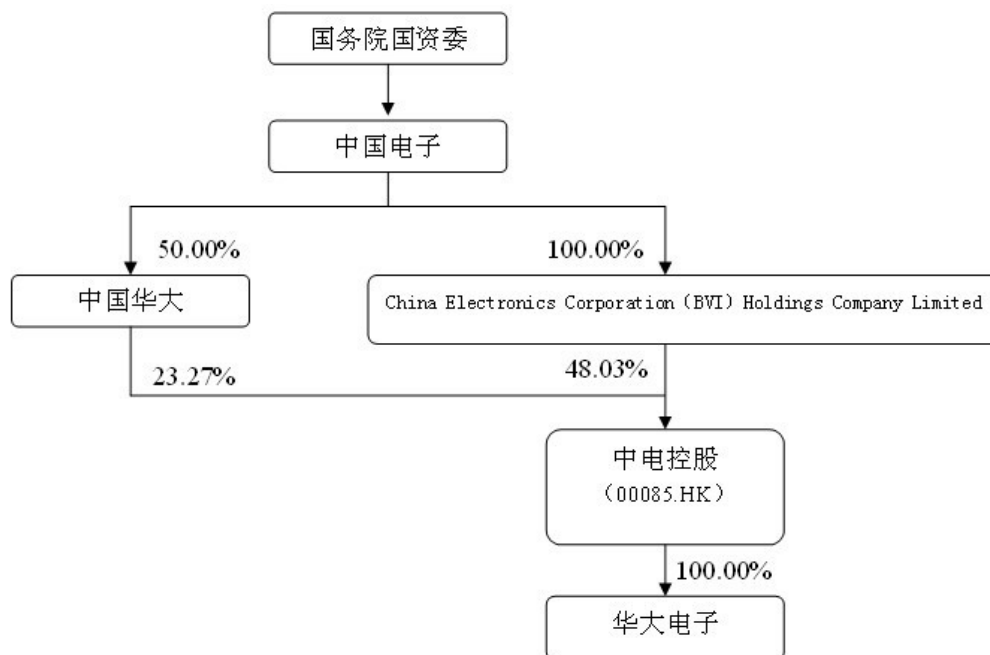 国务院国资委
中国电子
50.00%
100.00%
中国华大
China Electronics Corporation（BVI）Holdings Company Limited
23.27%
48.03%
中电控股
（00085.HK）
100.00%
华大电子